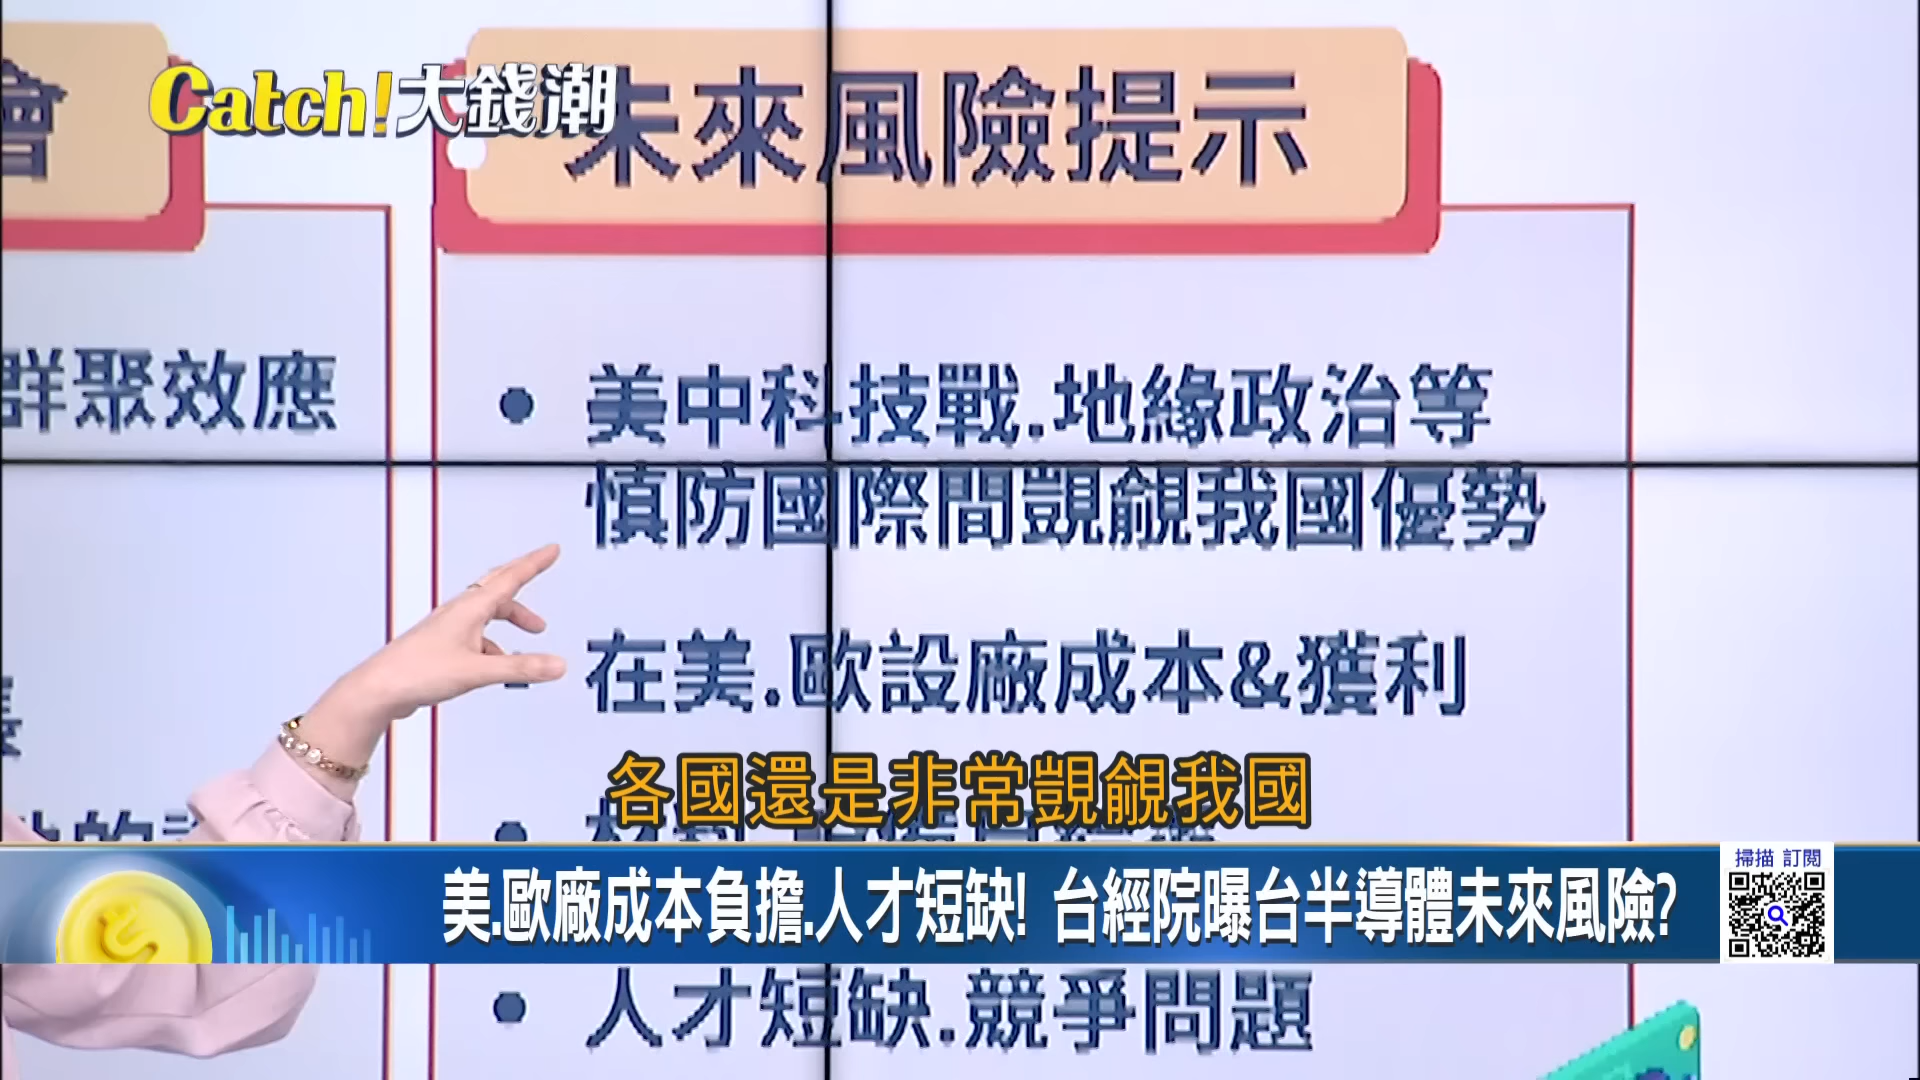 會
Catch!大錢潮
未來風險提示
群聚效應
• 美中科技戰.地緣政治等
慎防國際間覬覦我國優勢
在美.歐設廠成本&獲利
各國還是非常覬覦我國
掃描 訂閱
美.歐廠成本負擔.人才短缺! 台經院曝台半導體未來風險?
• 人才短缺.競爭問題